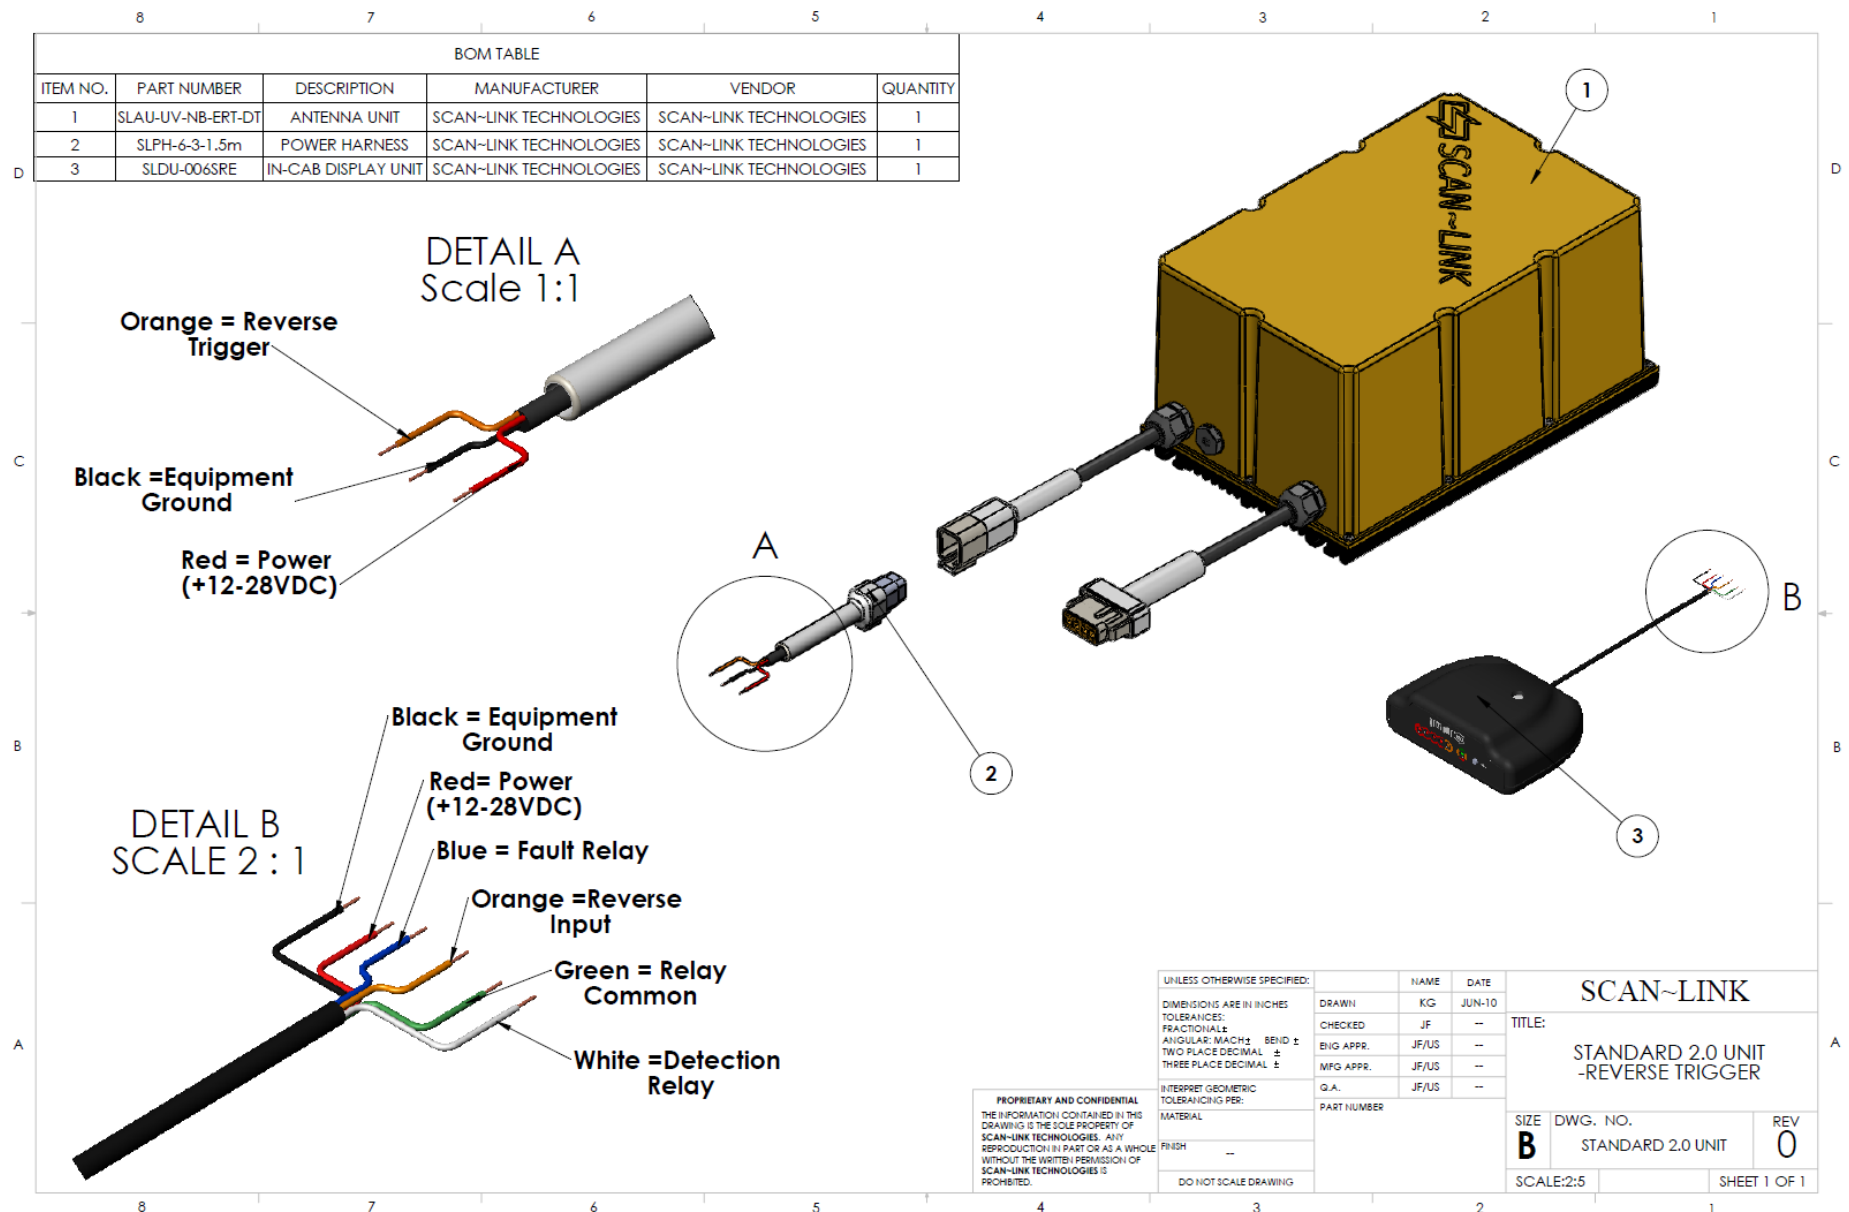 8 7 6 5 4 3 2 1
BOM TABLE
ITEM NO. PART NUMBER DESCRIPTION MANUFACTURER VENDOR QUANTITY
1 SLAU-UV-NB-ERT-DT ANTENNA UNIT SCAN~LINK TECHNOLOGIES SCAN~LINK TECHNOLOGIES 1
2 SLPH-6-3-1.5m POWER HARNESS SCAN~LINK TECHNOLOGIES SCAN~LINK TECHNOLOGIES 1
3 SLDU-006SRE IN-CAB DISPLAY UNIT SCAN~LINK TECHNOLOGIES SCAN~LINK TECHNOLOGIES 1
D
D
1
SCAN~LINK
DETAIL A
Scale 1:1
Orange = Reverse
Trigger
Black =Equipment
Ground
Red = Power
(+12-28VDC)
C
C
A
B
2
3
B
B
Black = Equipment
Ground
Red= Power
(+12-28VDC)
DETAIL B
SCALE 2 : 1
Blue = Fault Relay
Orange =Reverse
Input
Green = Relay
Common
White =Detection
Relay
A
A
PROPRIETARY AND CONFIDENTIAL
THE INFORMATION CONTAINED IN THIS
DRAWING IS THE SOLE PROPERTY OF
SCAN~LINK TECHNOLOGIES. ANY
REPRODUCTION IN PART OR AS A WHOLE
WITHOUT THE WRITTEN PERMISSION OF
SCAN~LINK TECHNOLOGIES IS
PROHIBITED.
UNLESS OTHERWISE SPECIFIED:
DIMENSIONS ARE IN INCHES
TOLERANCES:
FRACTIONAL±
ANGULAR: MACH± BEND ±
TWO PLACE DECIMAL ±
THREE PLACE DECIMAL ±
INTERPRET GEOMETRIC
TOLERANCING PER:
MATERIAL
FINISH
--
DO NOT SCALE DRAWING
NAME DATE
DRAWN KG JUN-10
CHECKED JF --
ENG APPR. JF/US --
MFG APPR. JF/US --
Q.A. JF/US --
PART NUMBER
SCAN~LINK
TITLE:
STANDARD 2.0 UNIT
-REVERSE TRIGGER
SIZE DWG. NO. REV
B STANDARD 2.0 UNIT 0
SCALE:2:5 SHEET 1 OF 1
8 7 6 5 4 3 2 1